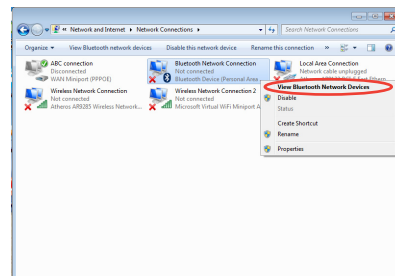 « Network and Internet ▸ Network Connections ▸
Search Network Connections
Organize ▾ View Bluetooth network devices Disable this network device Rename this connection »
ABC connection
Disconnected
WAN Miniport (PPPOE)
Bluetooth Network Connection
Not connected
Bluetooth Device (Personal Area ...
Local Area Connection
Network cable unplugged
Wireless Network Connection
Not connected
Atheros AR9285 Wireless Network...
Wireless Network Connection 2
Not connected
Microsoft Virtual WiFi Miniport A
View Bluetooth Network Devices
Disable
Status
Create Shortcut
Rename
Properties